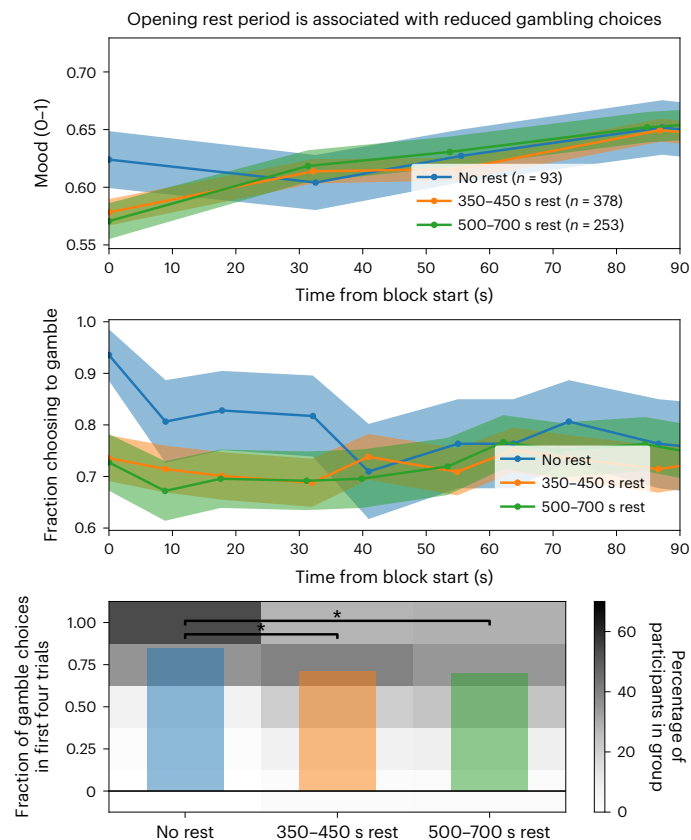 Opening rest period is associated with reduced gambling choices
Mood (0–1)
0.70
0.65
0.60
0.55
No rest (n = 93)
350–450 s rest (n = 378)
500–700 s rest (n = 253)
0 10 20 30 40 50 60 70 80 90
Time from block start (s)
Fraction choosing to gamble
1.0
0.9
0.8
0.7
0.6
No rest
350–450 s rest
500–700 s rest
0 10 20 30 40 50 60 70 80 90
Time from block start (s)
Fraction of gamble choices
in first four trials
1.00
0.75
0.50
0.25
0
*
*
No rest 350–450 s rest 500–700 s rest
60
40
20
0
Percentage of
participants in group